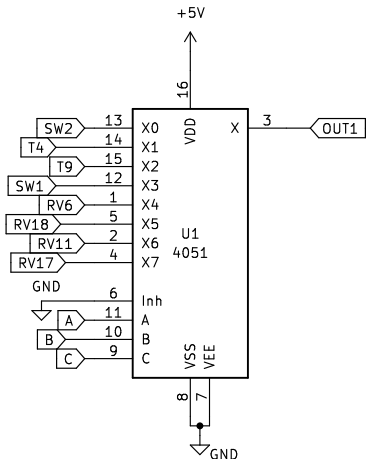 +5V
16
VDD
SW2 13 X0 X 3 OUT1
T4 14 X1
T9 15 X2
SW1 12 X3
RV6 1 X4
RV18 5 X5
RV11 2 X6
RV17 4 X7
U1
4051
GND
6 Inh
A 11 A
B 10 B
C 9 C
VSS VEE
8 7
GND